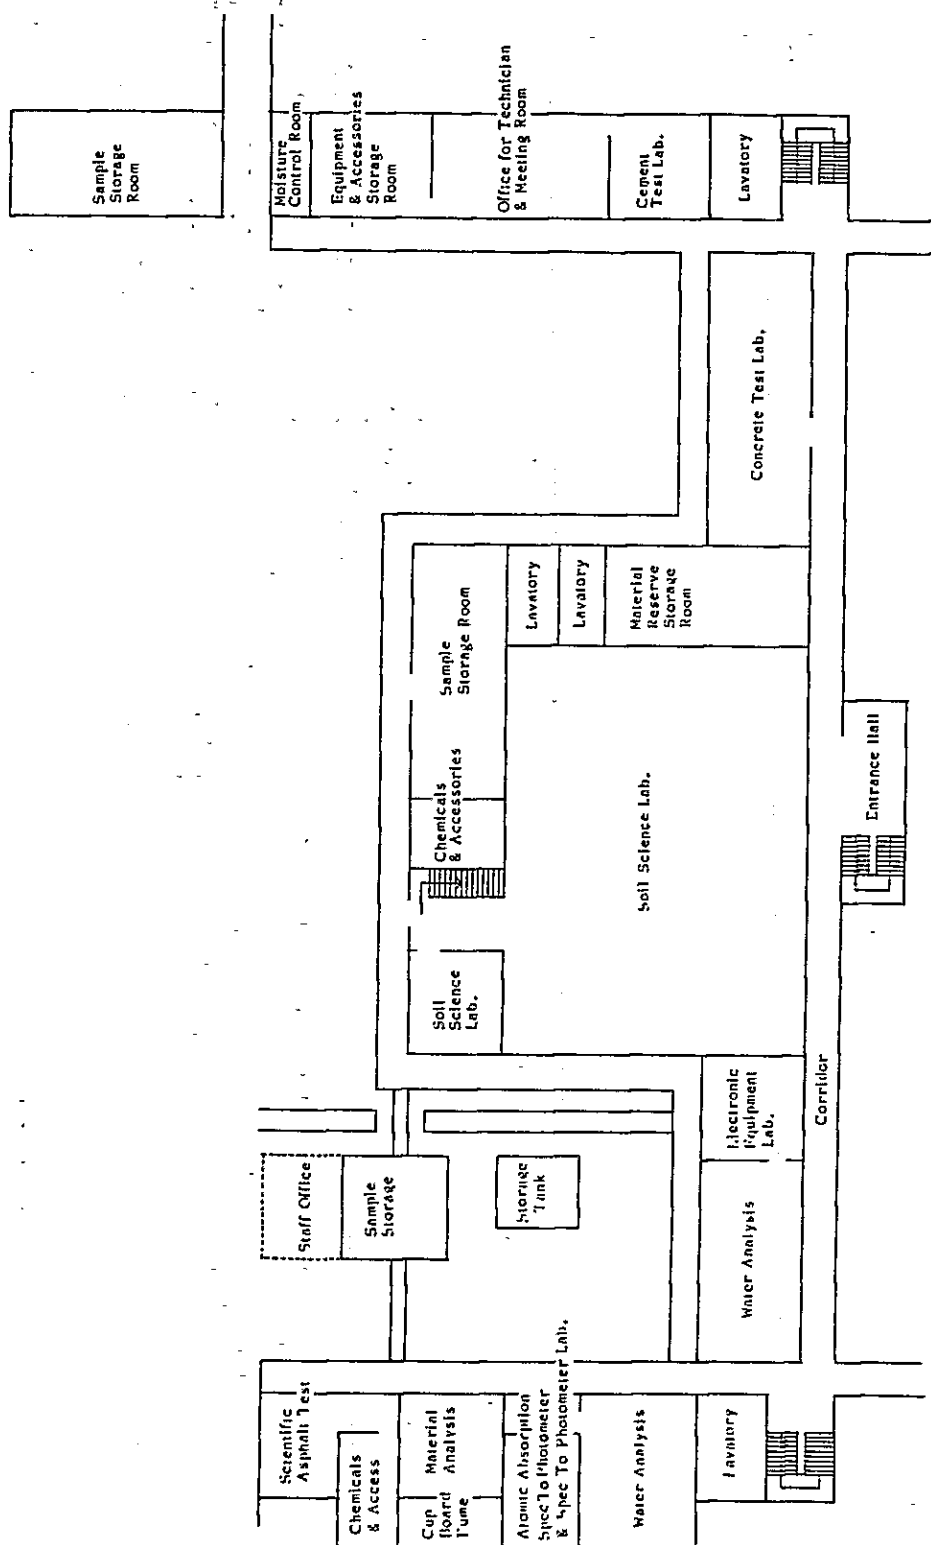 Sample
Storage
Room
Moisture
Control Room
Equipment
& Accessories
Storage
Room
Office for Technician
& Meeting Room
Cement
Test Lab.
Lavatory
Concrete Test Lab.
Sample
Storage Room
Lavatory
Lavatory
Material
Reserve
Storage
Room
Chemicals
& Accessories
Soil Science Lab.
Entrance Hall
Soil
Science
Lab.
Corridor
Electronic
Equipment
Lab.
Staff Office
Sample
Storage
Storage
Tank
Water Analysis
Scientific
Asphalt Test
Chemicals
& Access
Material
Analysis
Cup
Board
Fume
Atomic Absorption
Spec To Photometer
& Spec To Photometer Lab.
Water Analysis
Lavatory